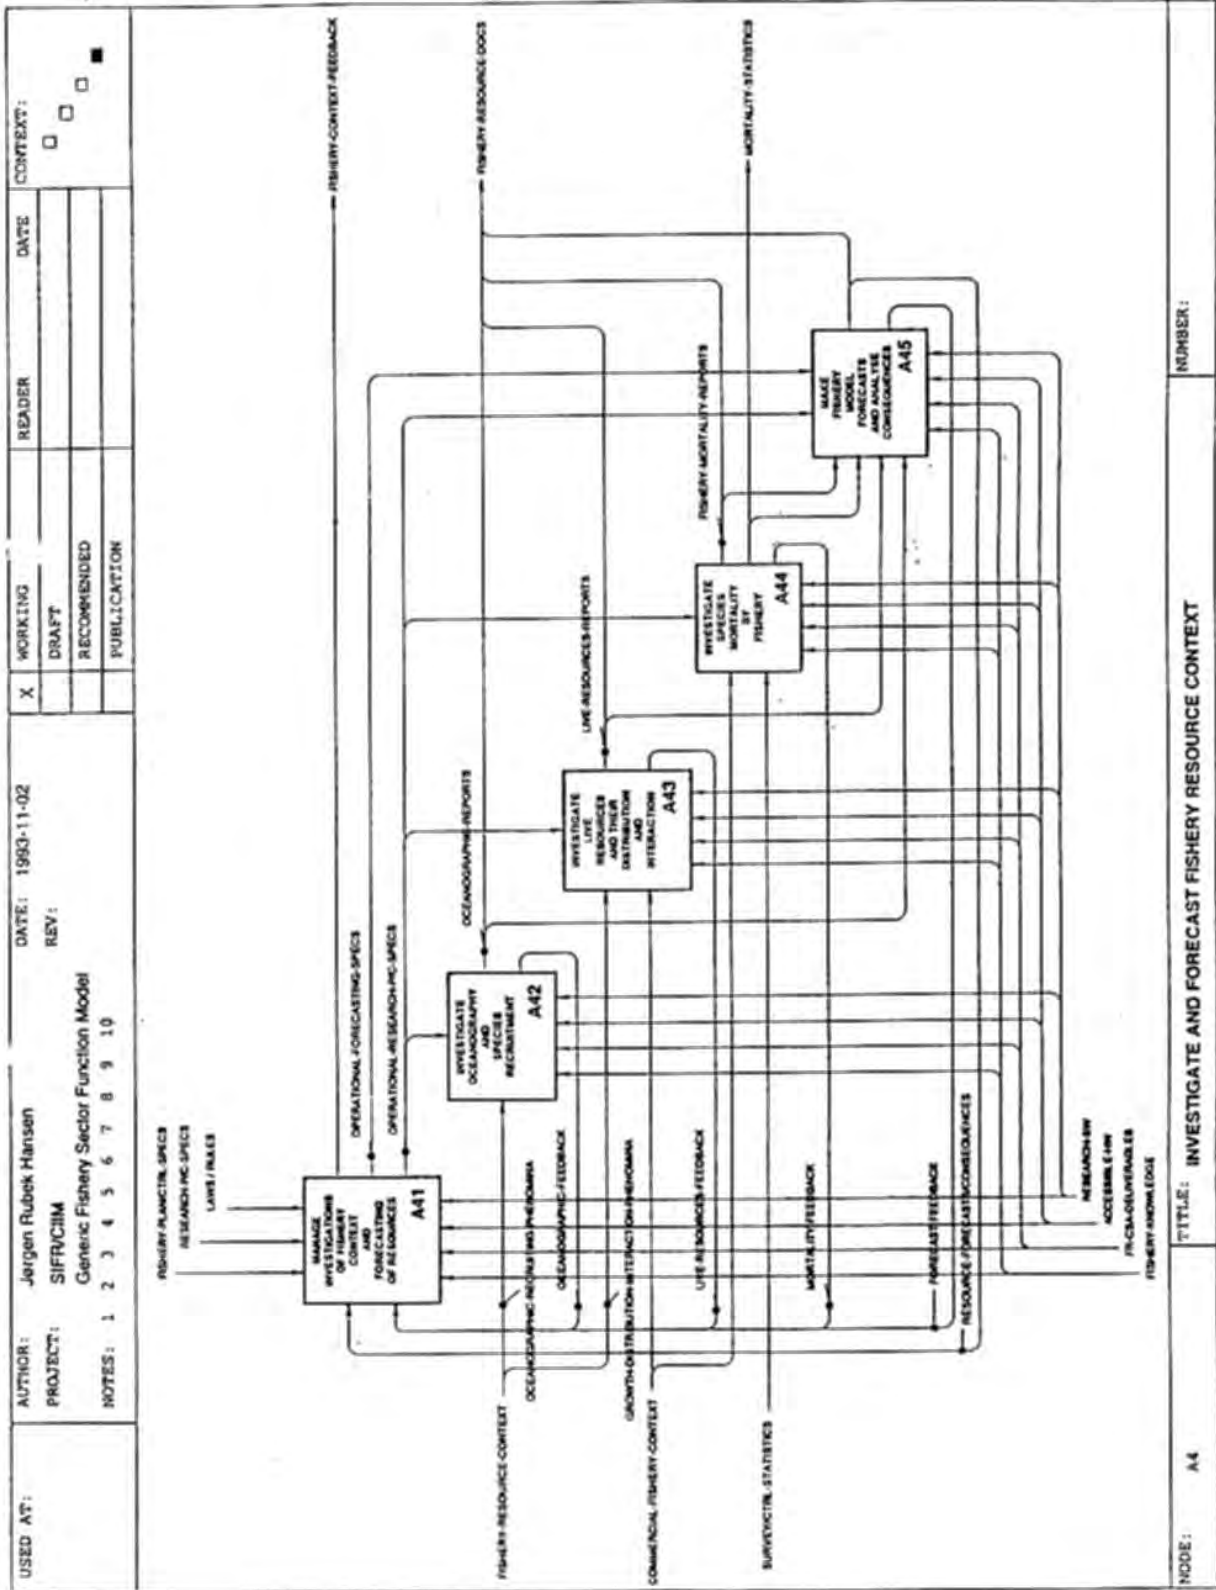 USED AT:
AUTHOR: Jørgen Rubek Hansen
DATE: 1993-11-02
PROJECT: SIFR/CIIM
REV:
Generic Fishery Sector Function Model
NOTES: 1 2 3 4 5 6 7 8 9 10
X WORKING
DRAFT
RECOMMENDED
PUBLICATION
READER
DATE
CONTEXT:
FISHERY-PLANCTRL-SPECS
RESEARCH-PIC-SPECS
LAWS/RULES
MANAGE
INVESTIGATIONS
OF FISHERY
CONTEXT
AND
FORECASTING
OF RESOURCES
A41
FISHERY-CONTEXT-FEEDBACK
OPERATIONAL-FORECASTING-SPECS
OPERATIONAL-RESEARCH-PIC-SPECS
FISHERY-RESOURCE-CONTEXT
OCEANOGRAPHIC-RECRUITING-PHENOMINA
INVESTIGATE
OCEANOGRAPHY
AND
SPECIES
RECRUITMENT
A42
OCEANOGRAPHIC-REPORTS
FISHERY-RESOURCE-DOCS
OCEANOGRAPHIC-FEEDBACK
GROWTH-DISTRIBUTION-INTERACTION-PHENOMINA
INVESTIGATE
LIVE
RESOURCES
AND THEIR
DISTRIBUTION
AND
INTERACTION
A43
LIVE-RESOURCES-REPORTS
COMMERCIAL-FISHERY-CONTEXT
LIVE-RESOURCES-FEEDBACK
INVESTIGATE
SPECIES
MORTALITY
BY
FISHERY
A44
FISHERY-MORTALITY-REPORTS
MORTALITY-STATISTICS
SURVEY/CTRL-STATISTICS
MORTALITY-FEEDBACK
MAKE
FISHERY
MODEL
FORECASTS
AND ANALYSE
CONSEQUENCES
A45
FORECAST-FEEDBACK
RESOURCE-FORECASTS/CONSEQUENCES
RESEARCH-SW
ACCESSIBLE-HW
FR-CSA-DELIVERABLES
FISHERY-KNOWLEDGE
NODE: A4
TITLE: INVESTIGATE AND FORECAST FISHERY RESOURCE CONTEXT
NUMBER: